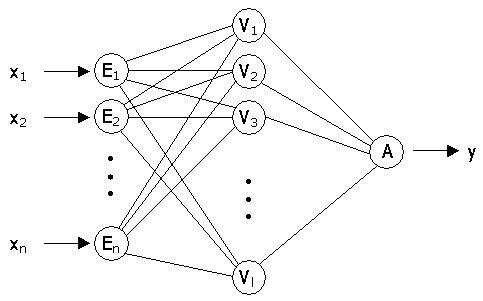 V₁
x₁ E₁ V₂
x₂ E₂ V₃
A y
xₙ Eₙ
Vₗ